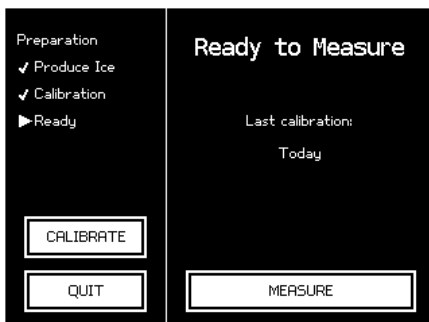 Preparation
✓ Produce Ice
✓ Calibration
▶Ready
CALIBRATE
QUIT
Ready to Measure
Last calibration:
Today
MEASURE